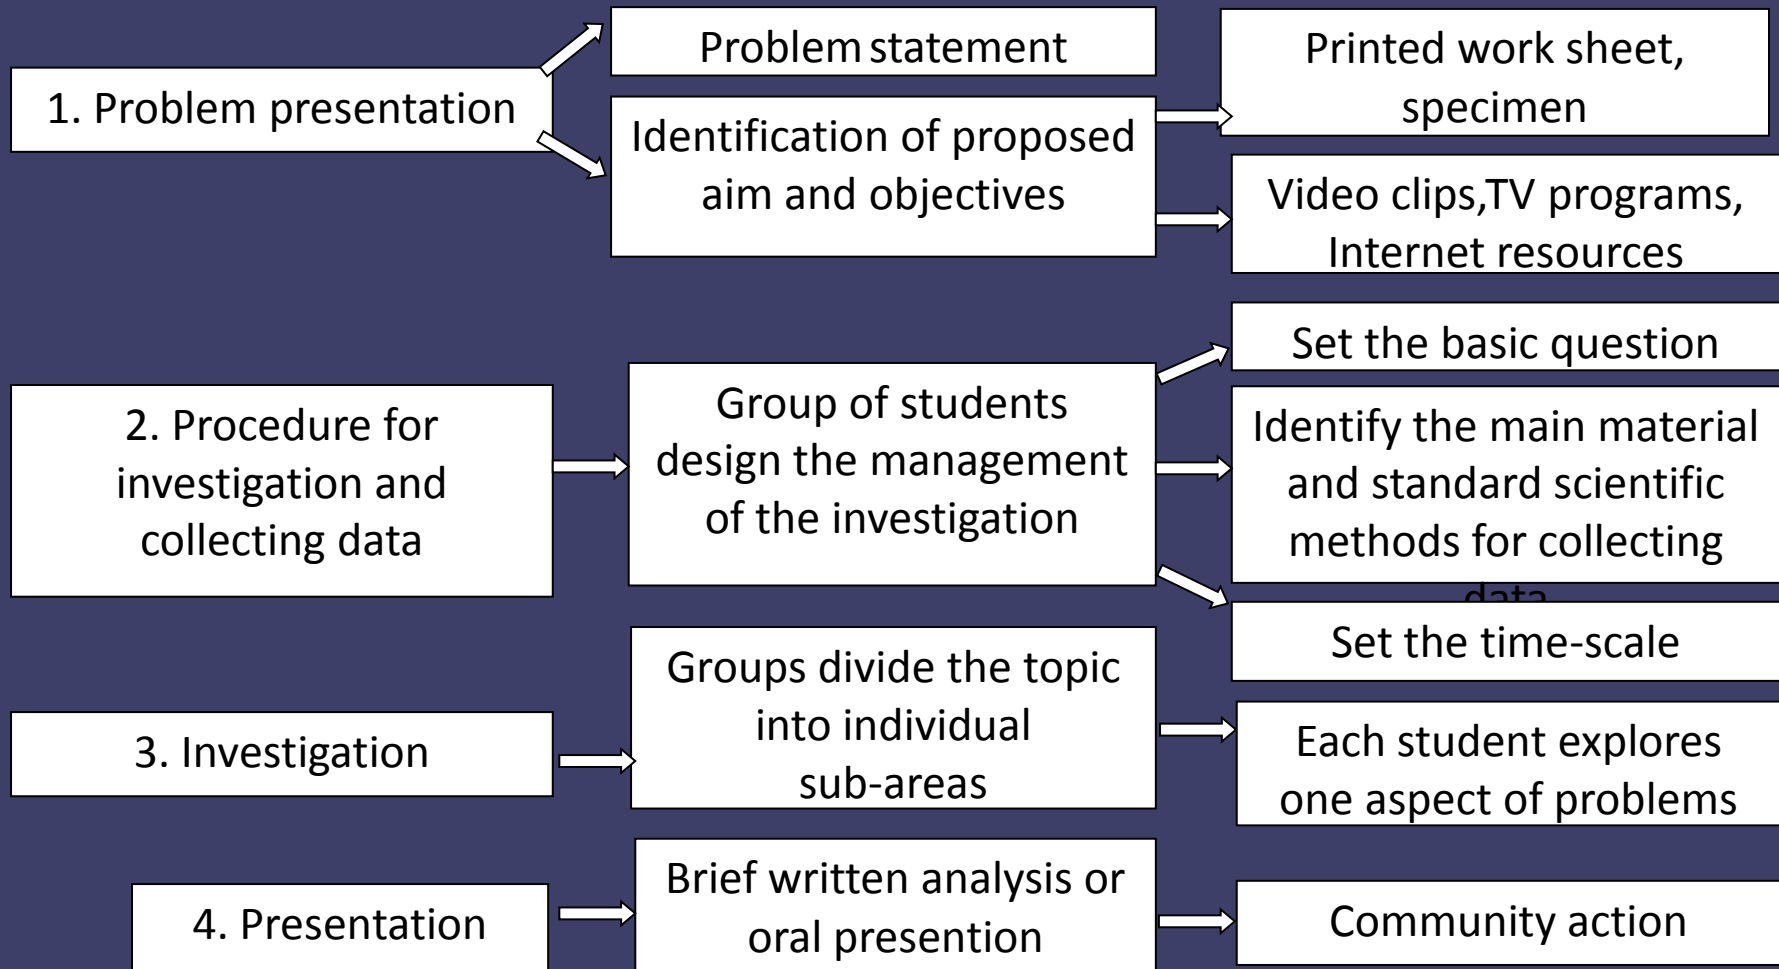 1. Problem presentation
Problem statement
Identification of proposed
aim and objectives
Printed work sheet,
specimen
Video clips,TV programs,
Internet resources
2. Procedure for
investigation and
collecting data
Group of students
design the management
of the investigation
Set the basic question
Identify the main material
and standard scientific
methods for collecting
data
Set the time-scale
3. Investigation
Groups divide the topic
into individual
sub-areas
Each student explores
one aspect of problems
4. Presentation
Brief written analysis or
oral presention
Community action